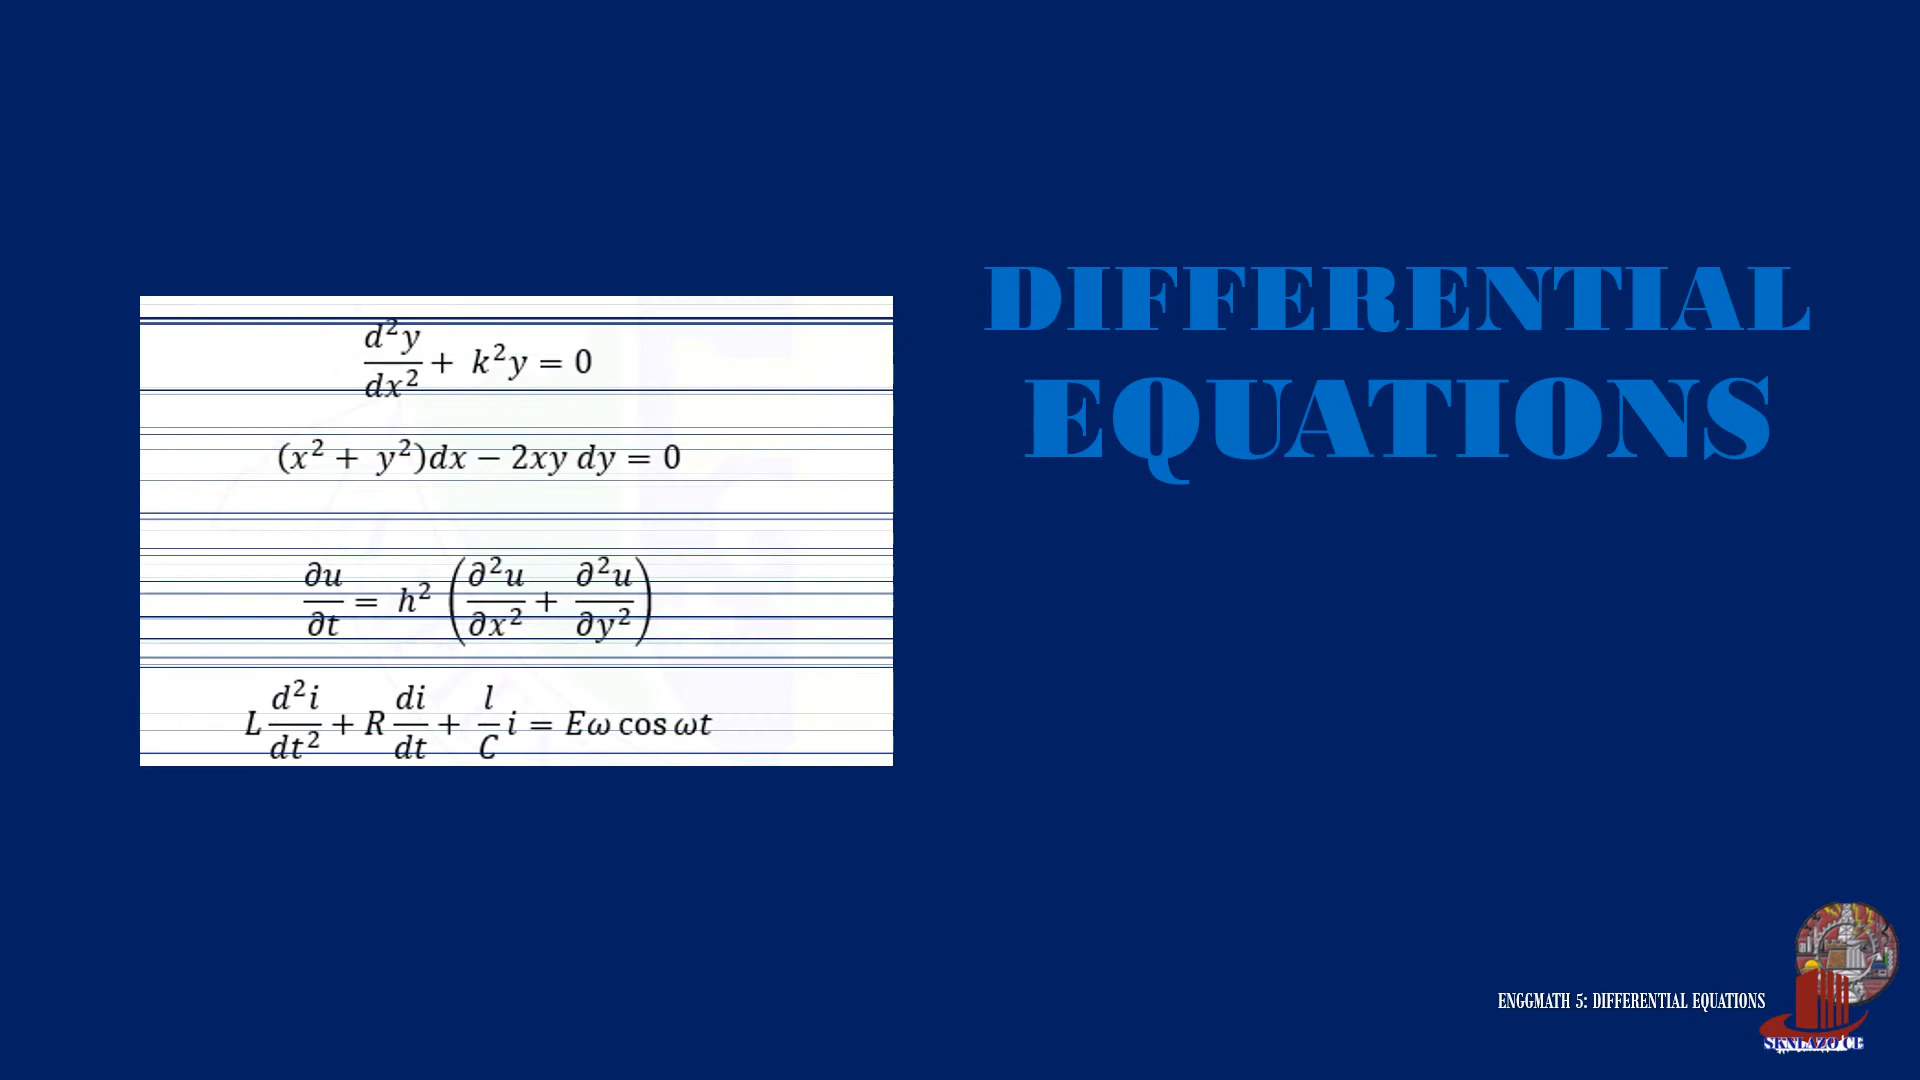 DIFFERENTIAL
EQUATIONS
d²y/dx² + k²y = 0
(x² + y²)dx − 2xy dy = 0
∂u/∂t = h² (∂²u/∂x² + ∂²u/∂y²)
L d²i/dt² + R di/dt + l/C i = Eω cos ωt
ENGGMATH 5: DIFFERENTIAL EQUATIONS